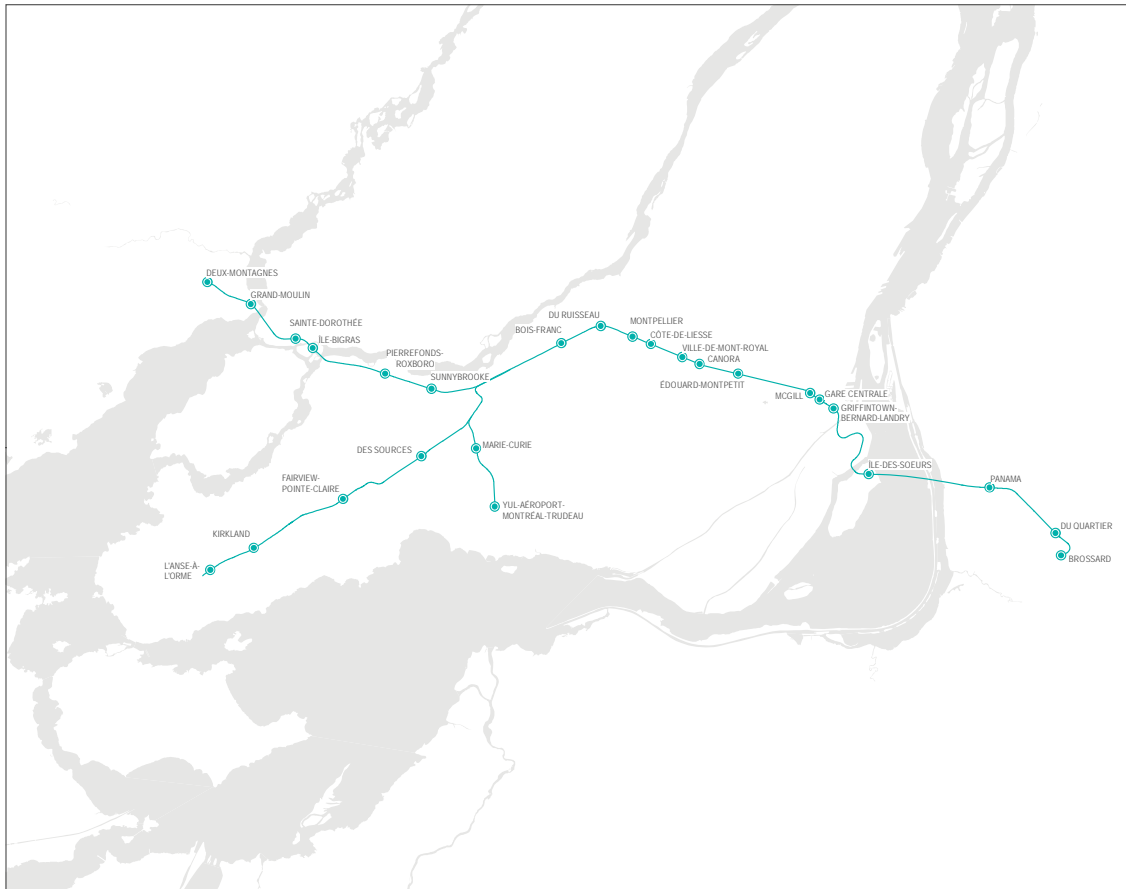 DEUX-MONTAGNES
GRAND-MOULIN
SAINTE-DOROTHÉE
ÎLE-BIGRAS
PIERREFONDS-
ROXBORO
SUNNYBROOKE
BOIS-FRANC
DU RUISSEAU
MONTPELLIER
CÔTE-DE-LIESSE
VILLE-DE-MONT-ROYAL
CANORA
ÉDOUARD-MONTPETIT
MCGILL
GARE CENTRALE
GRIFFINTOWN-
BERNARD-LANDRY
ÎLE-DES-SOEURS
PANAMA
DU QUARTIER
BROSSARD
MARIE-CURIE
YUL-AÉROPORT-
MONTRÉAL-TRUDEAU
DES SOURCES
FAIRVIEW-
POINTE-CLAIRE
KIRKLAND
L'ANSE-À-
L'ORME